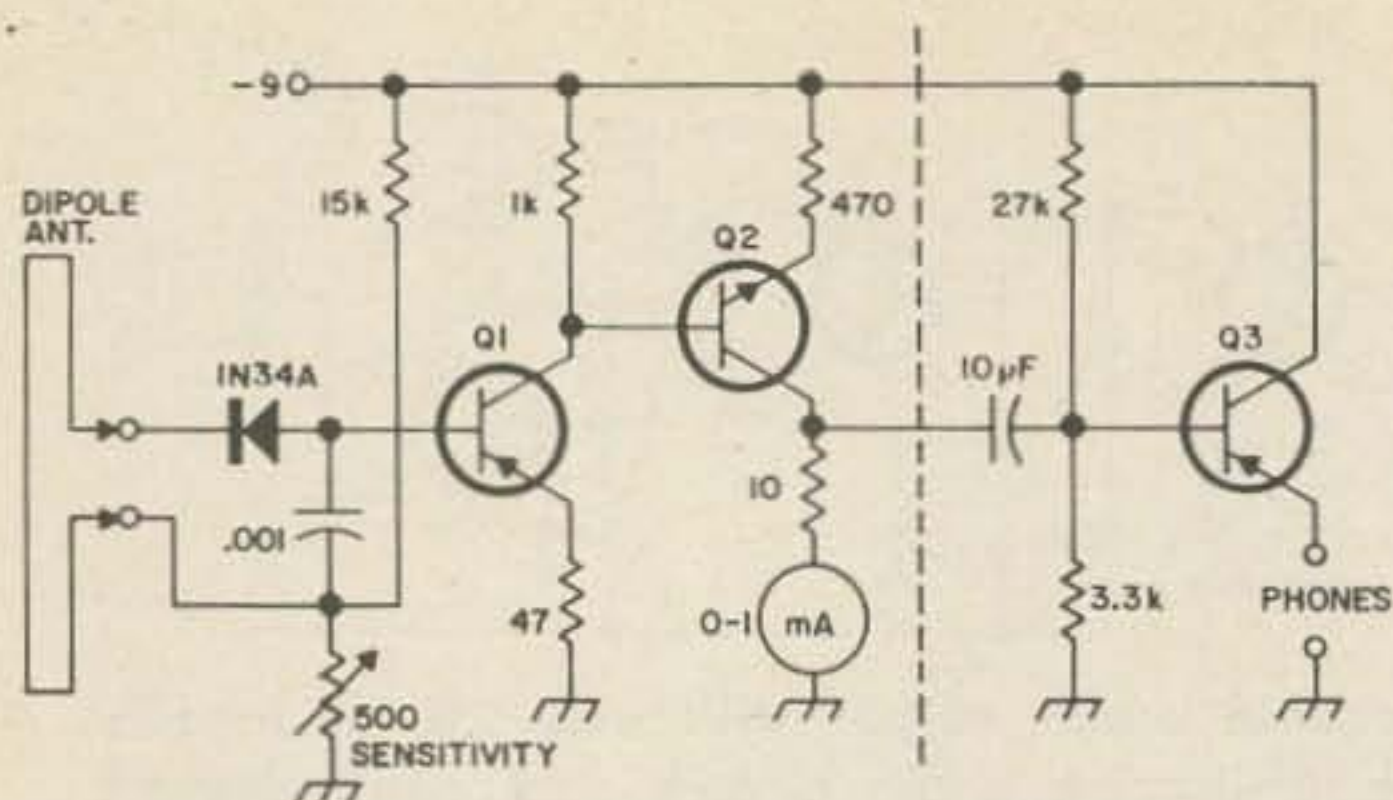 -9
DIPOLE
ANT.
15k
1k
470
27k
Q2
Q1
Q3
1N34A
10µF
.001
10
47
0-1
mA
3.3k
PHONES
500
SENSITIVITY